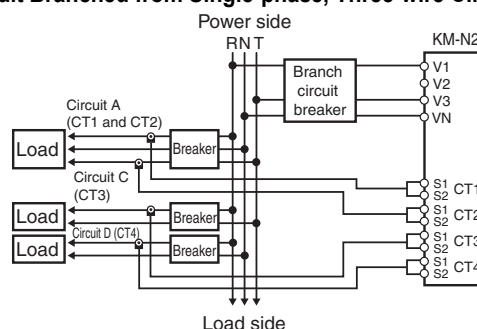 uit Branched from Single-phase, Three-wire Cir
Power side
R N T
KM-N2
Branch
circuit
breaker
V1
V2
V3
VN
Circuit A
(CT1 and CT2)
Load
Breaker
Circuit C
(CT3)
S1
S2
CT1
S1
S2
CT2
Load
Breaker
Circuit D (CT4)
S1
S2
CT3
Load
Breaker
S1
S2
CT4
Load side